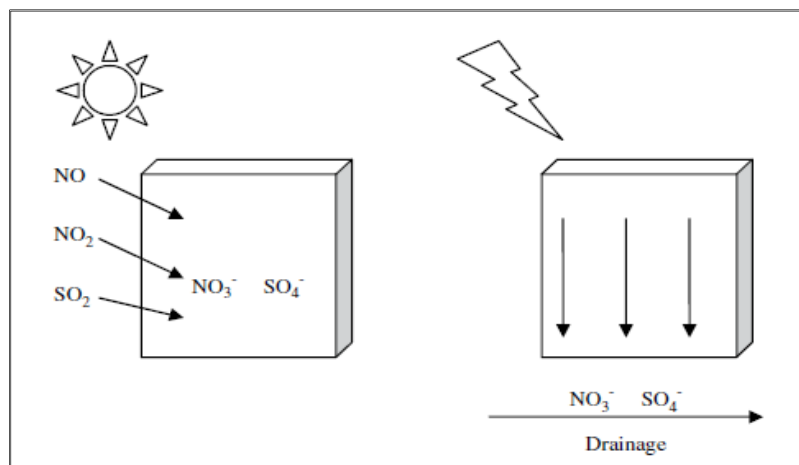 NO
NO₂
SO₂
NO₃⁻ SO₄⁻
NO₃⁻ SO₄⁻
Drainage